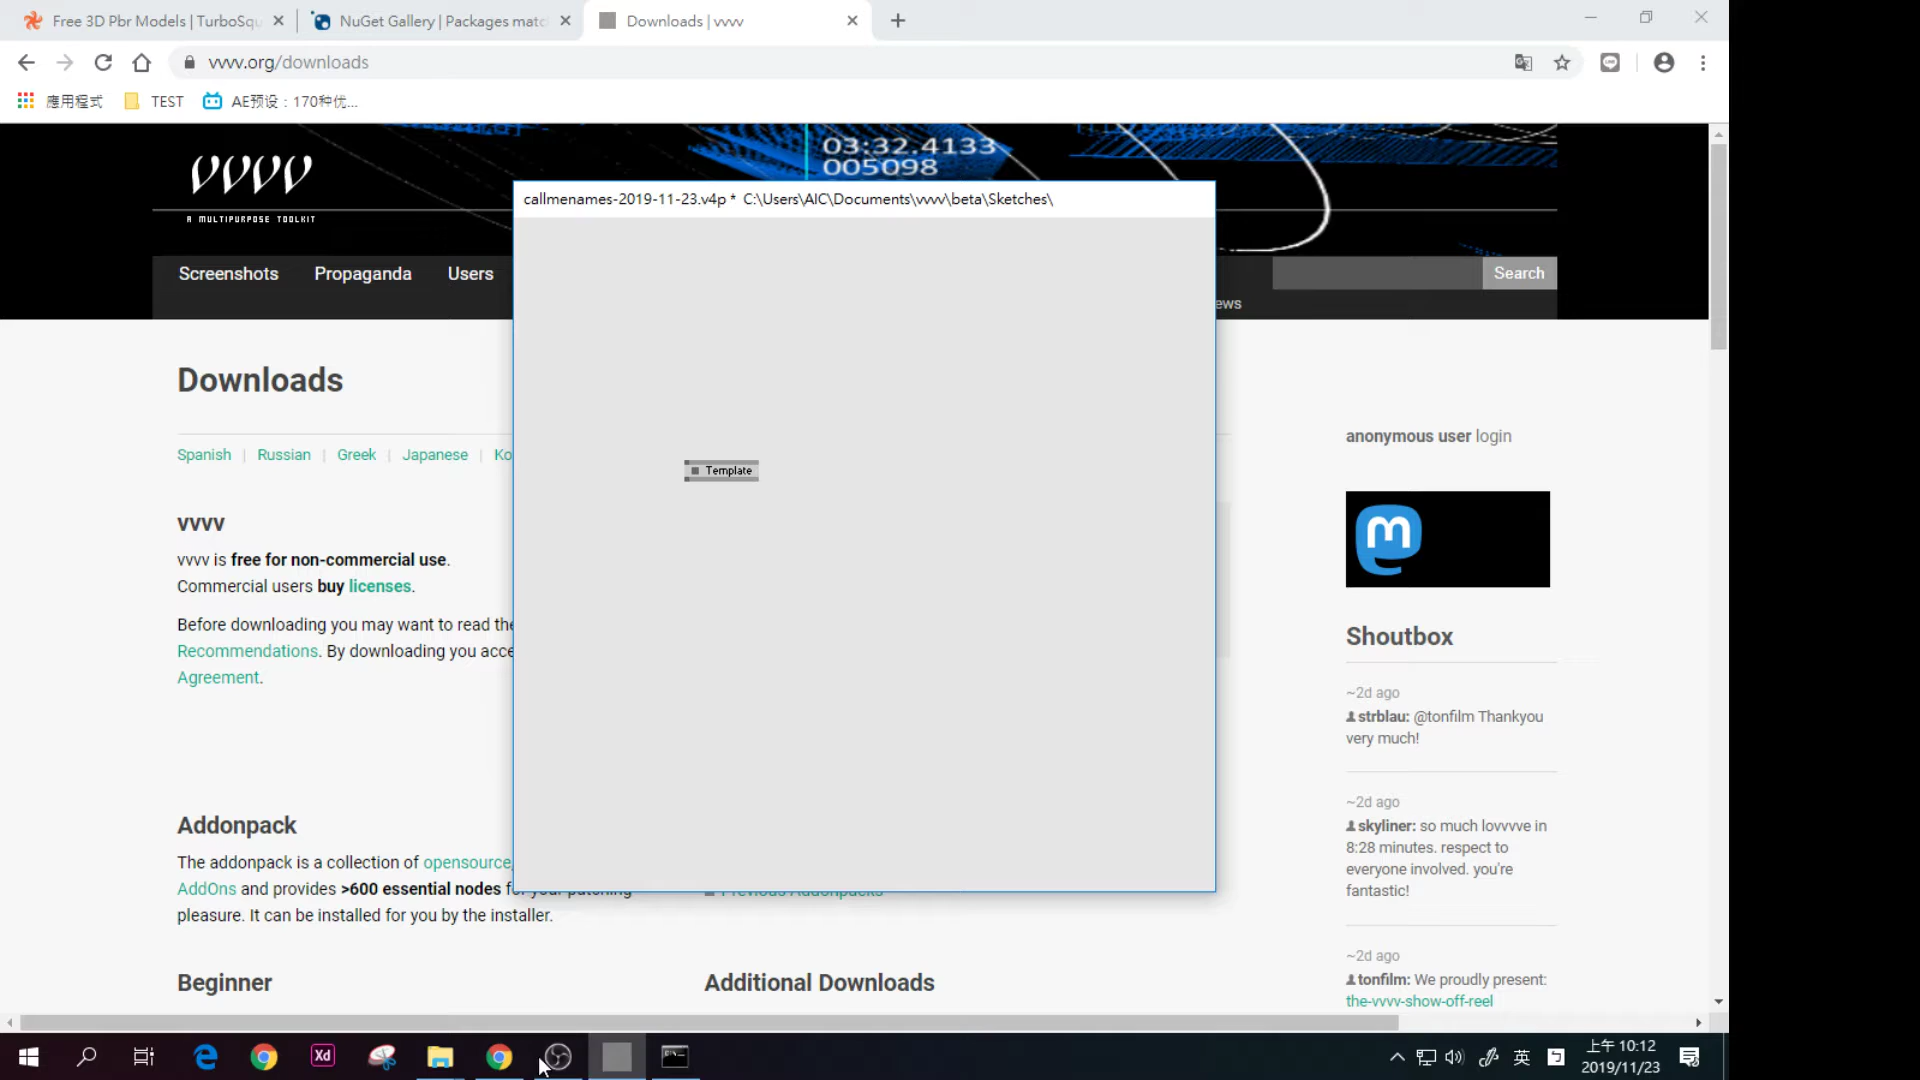 Free 3D Pbr Models | TurboSqu
NuGet Gallery | Packages matc
Downloads | vvvv
vvvv.org/downloads
應用程式
TEST
AE预设：170种优...
03:32.4133
005098
vvvv
A MULTIPURPOSE TOOLKIT
callmenames-2019-11-23.v4p * C:\Users\AIC\Documents\vvvv\beta\Sketches\
Screenshots Propaganda Users
Search
ews
Downloads
Spanish | Russian | Greek | Japanese | Ko
anonymous user login
Template
vvvv
vvvv is free for non-commercial use.
Commercial users buy licenses.
Before downloading you may want to read the
Recommendations. By downloading you acce
Agreement.
m
Shoutbox
~2d ago
strblau: @tonfilm Thankyou
very much!
~2d ago
skyliner: so much lovvvve in
8:28 minutes. respect to
everyone involved. you're
fantastic!
Addonpack
The addonpack is a collection of opensource,
AddOns and provides >600 essential nodes for your patching
pleasure. It can be installed for you by the installer.
Previous Addonpacks
~2d ago
tonfilm: We proudly present:
the-vvvv-show-off-reel
Beginner
Additional Downloads
Xd
英
上午 10:12
2019/11/23